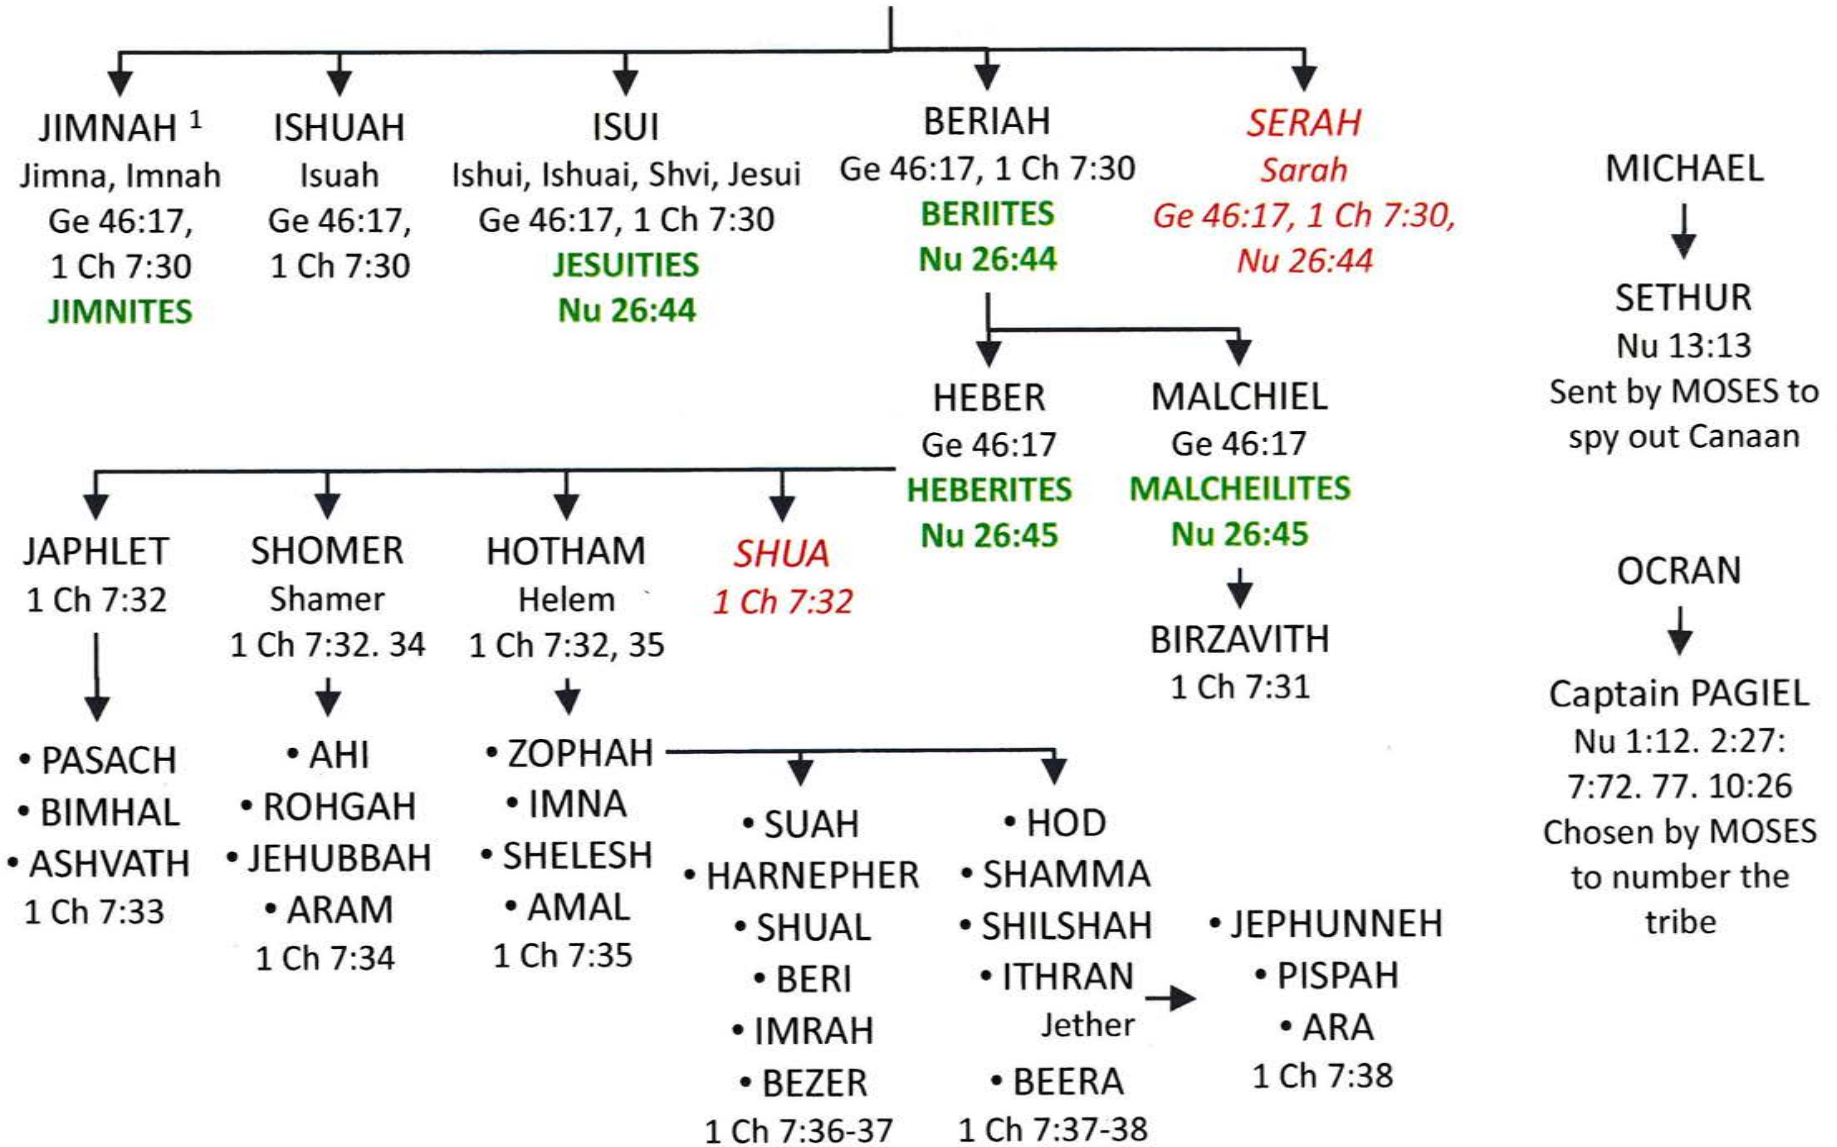 JIMNAH 1
Jimna, Imnah
Ge 46:17,
1 Ch 7:30
JIMNITES
ISHUAH
Isuah
Ge 46:17,
1 Ch 7:30
ISUI
Ishui, Ishuai, Shvi, Jesui
Ge 46:17, 1 Ch 7:30
JESUITIES
Nu 26:44
BERIAH
Ge 46:17, 1 Ch 7:30
BERIITES
Nu 26:44
SERAH
Sarah
Ge 46:17, 1 Ch 7:30,
Nu 26:44
HEBER
Ge 46:17
HEBERITES
Nu 26:45
MALCHIEL
Ge 46:17
MALCHEILITES
Nu 26:45
BIRZAVITH
1 Ch 7:31
JAPHLET
1 Ch 7:32
• PASACH
• BIMHAL
• ASHVATH
1 Ch 7:33
SHOMER
Shamer
1 Ch 7:32. 34
• AHI
• ROHGAH
• JEHUBBAH
• ARAM
1 Ch 7:34
HOTHAM
Helem
1 Ch 7:32, 35
• ZOPHAH
• IMNA
• SHELESH
• AMAL
1 Ch 7:35
SHUA
1 Ch 7:32
• SUAH
• HARNEPHER
• SHUAL
• BERI
• IMRAH
• BEZER
1 Ch 7:36-37
• HOD
• SHAMMA
• SHILSHAH
• ITHRAN
Jether
• BEERA
1 Ch 7:37-38
• JEPHUNNEH
• PISPAH
• ARA
1 Ch 7:38
MICHAEL
SETHUR
Nu 13:13
Sent by MOSES to
spy out Canaan
OCRAN
Captain PAGIEL
Nu 1:12. 2:27:
7:72. 77. 10:26
Chosen by MOSES
to number the
tribe